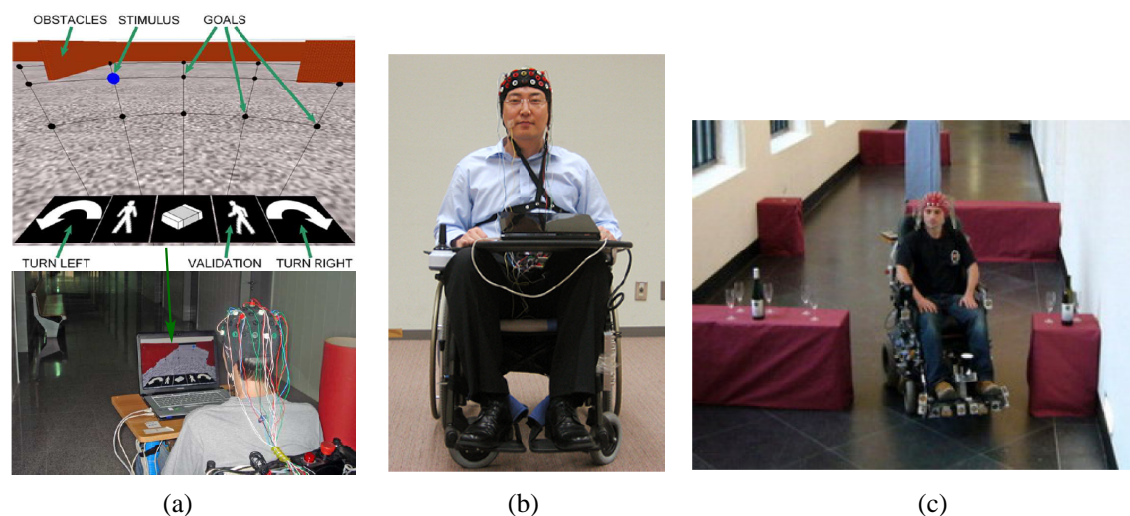 OBSTACLES STIMULUS GOALS
TURN LEFT VALIDATION TURN RIGHT
(a) (b) (c)